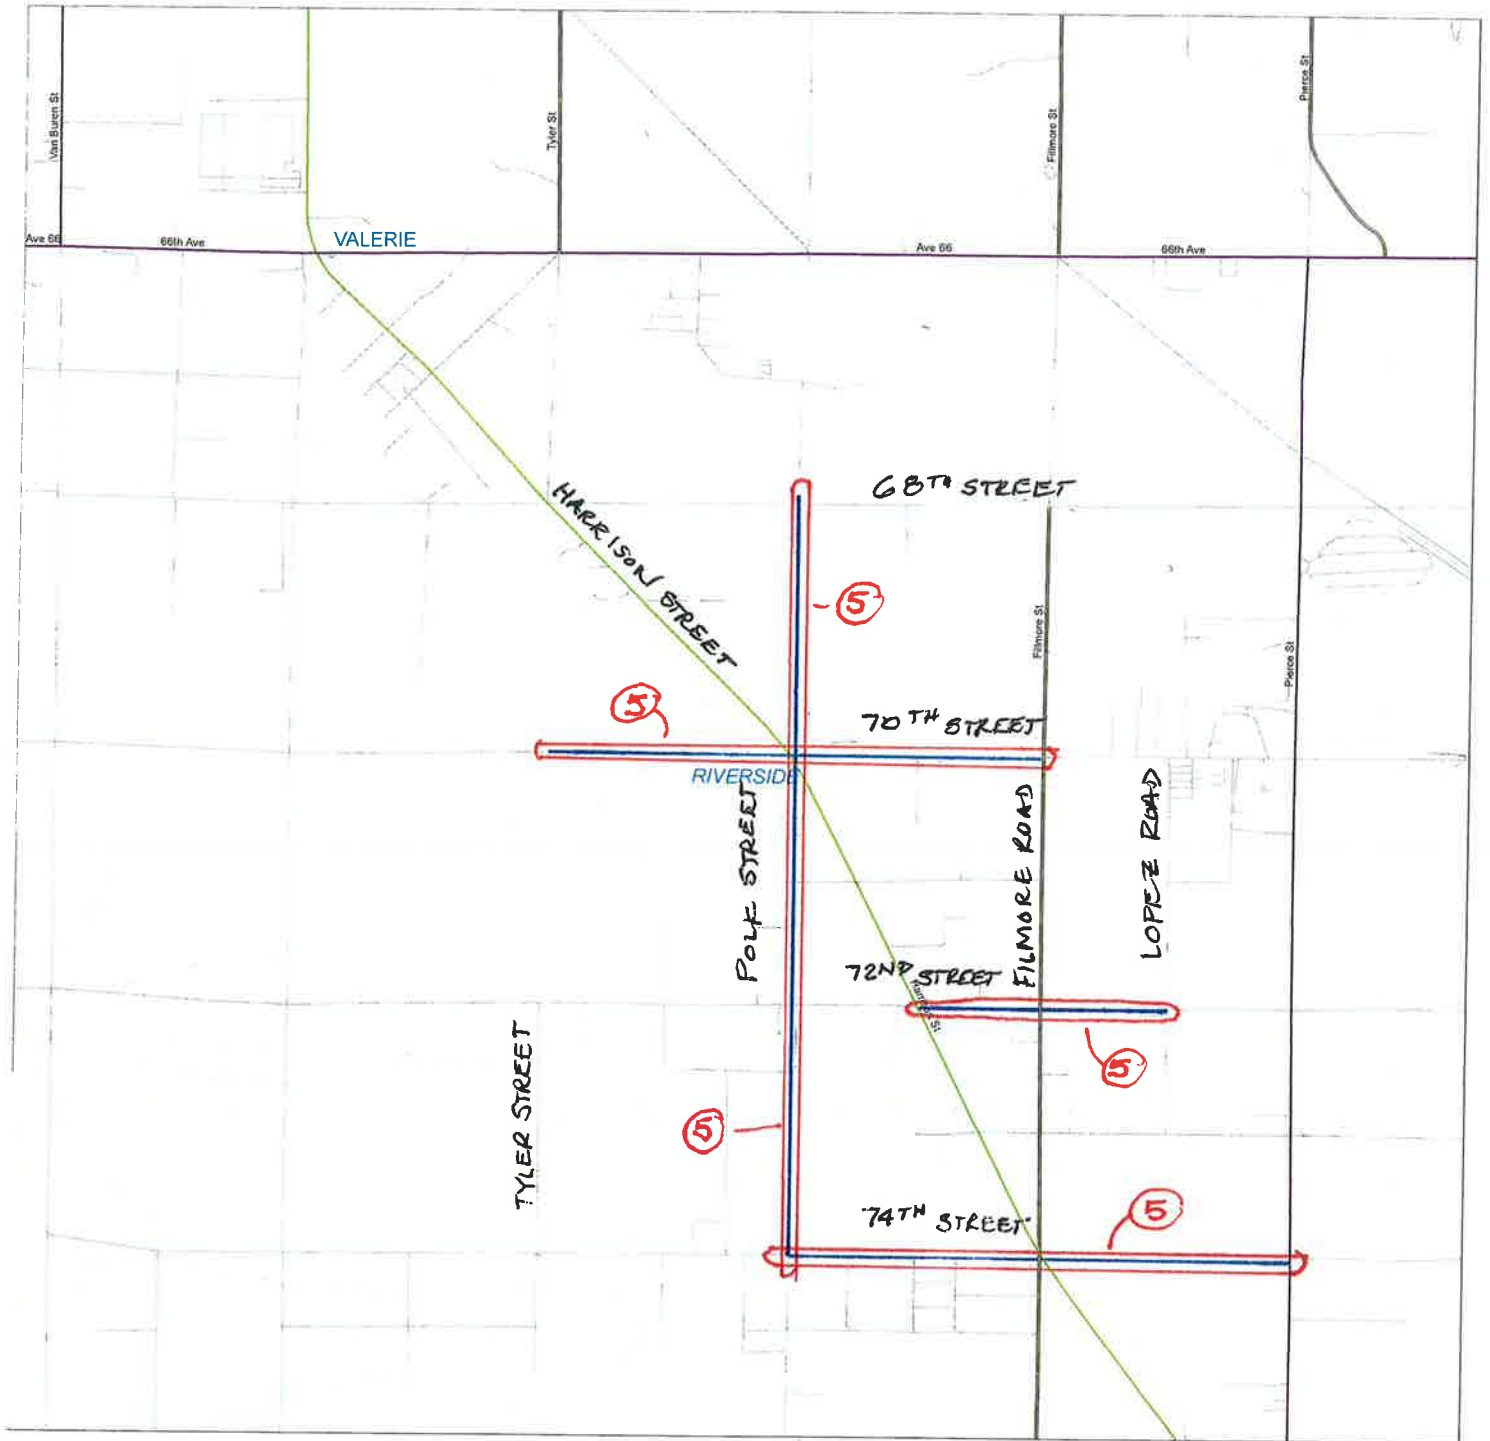 Van Buren St
Tyler St
Fillmore St
Pierce St
Ave 66
66th Ave
VALERIE
Ave 66
66th Ave
68TH STREET
HARRISON STREET
5
Fillmore St
Pierce St
5
70TH STREET
RIVERSIDE
POLK STREET
FILMORE ROAD
LOPEZ ROAD
72ND STREET
TYLER STREET
5
5
74TH STREET
5